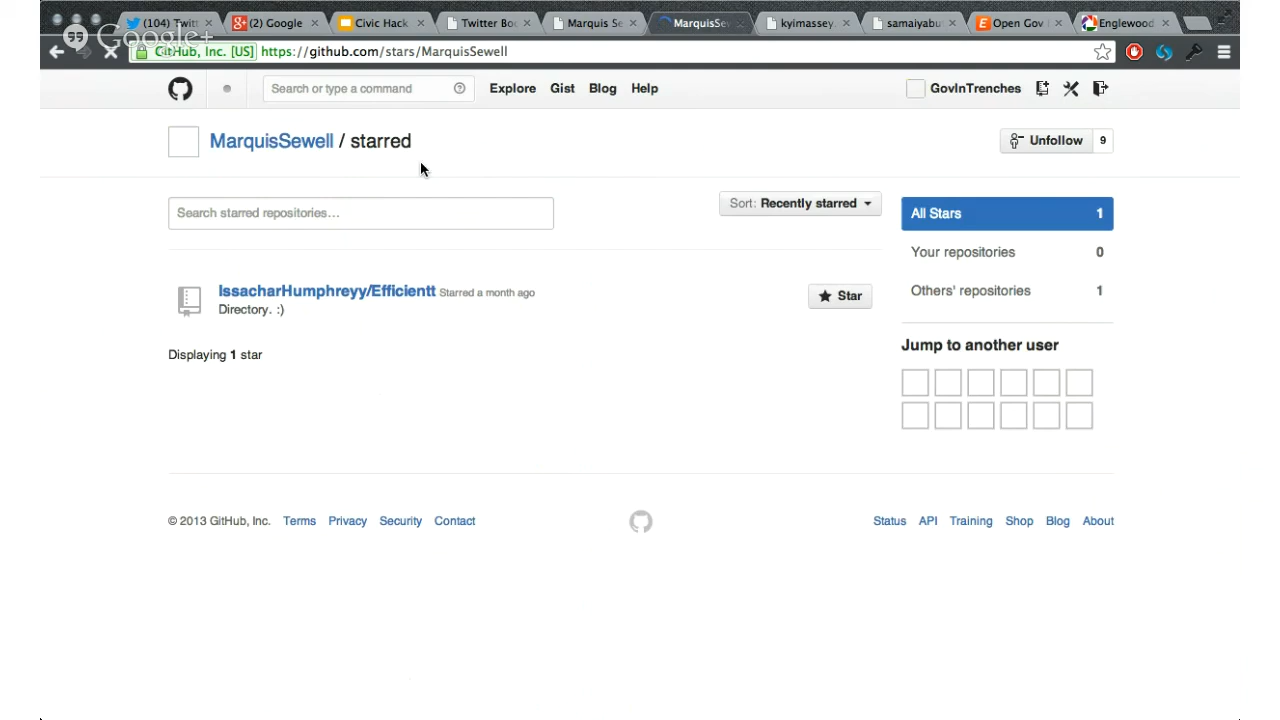 (104) Twitt
(2) Google
Civic Hack
Twitter Bo
Marquis Se
MarquisSew
kyimassey.
samaiyabut
Open Gov
Englewood
Google+
GitHub, Inc. [US] https://github.com/stars/MarquisSewell
Search or type a command Explore Gist Blog Help GovInTrenches
MarquisSewell / starred
Unfollow 9
Search starred repositories...
Sort: Recently starred
All Stars 1
Your repositories 0
IssacharHumphreyy/Efficientt Starred a month ago
Directory. :)
Star
Others' repositories 1
Displaying 1 star
Jump to another user
© 2013 GitHub, Inc. Terms Privacy Security Contact
Status API Training Shop Blog About